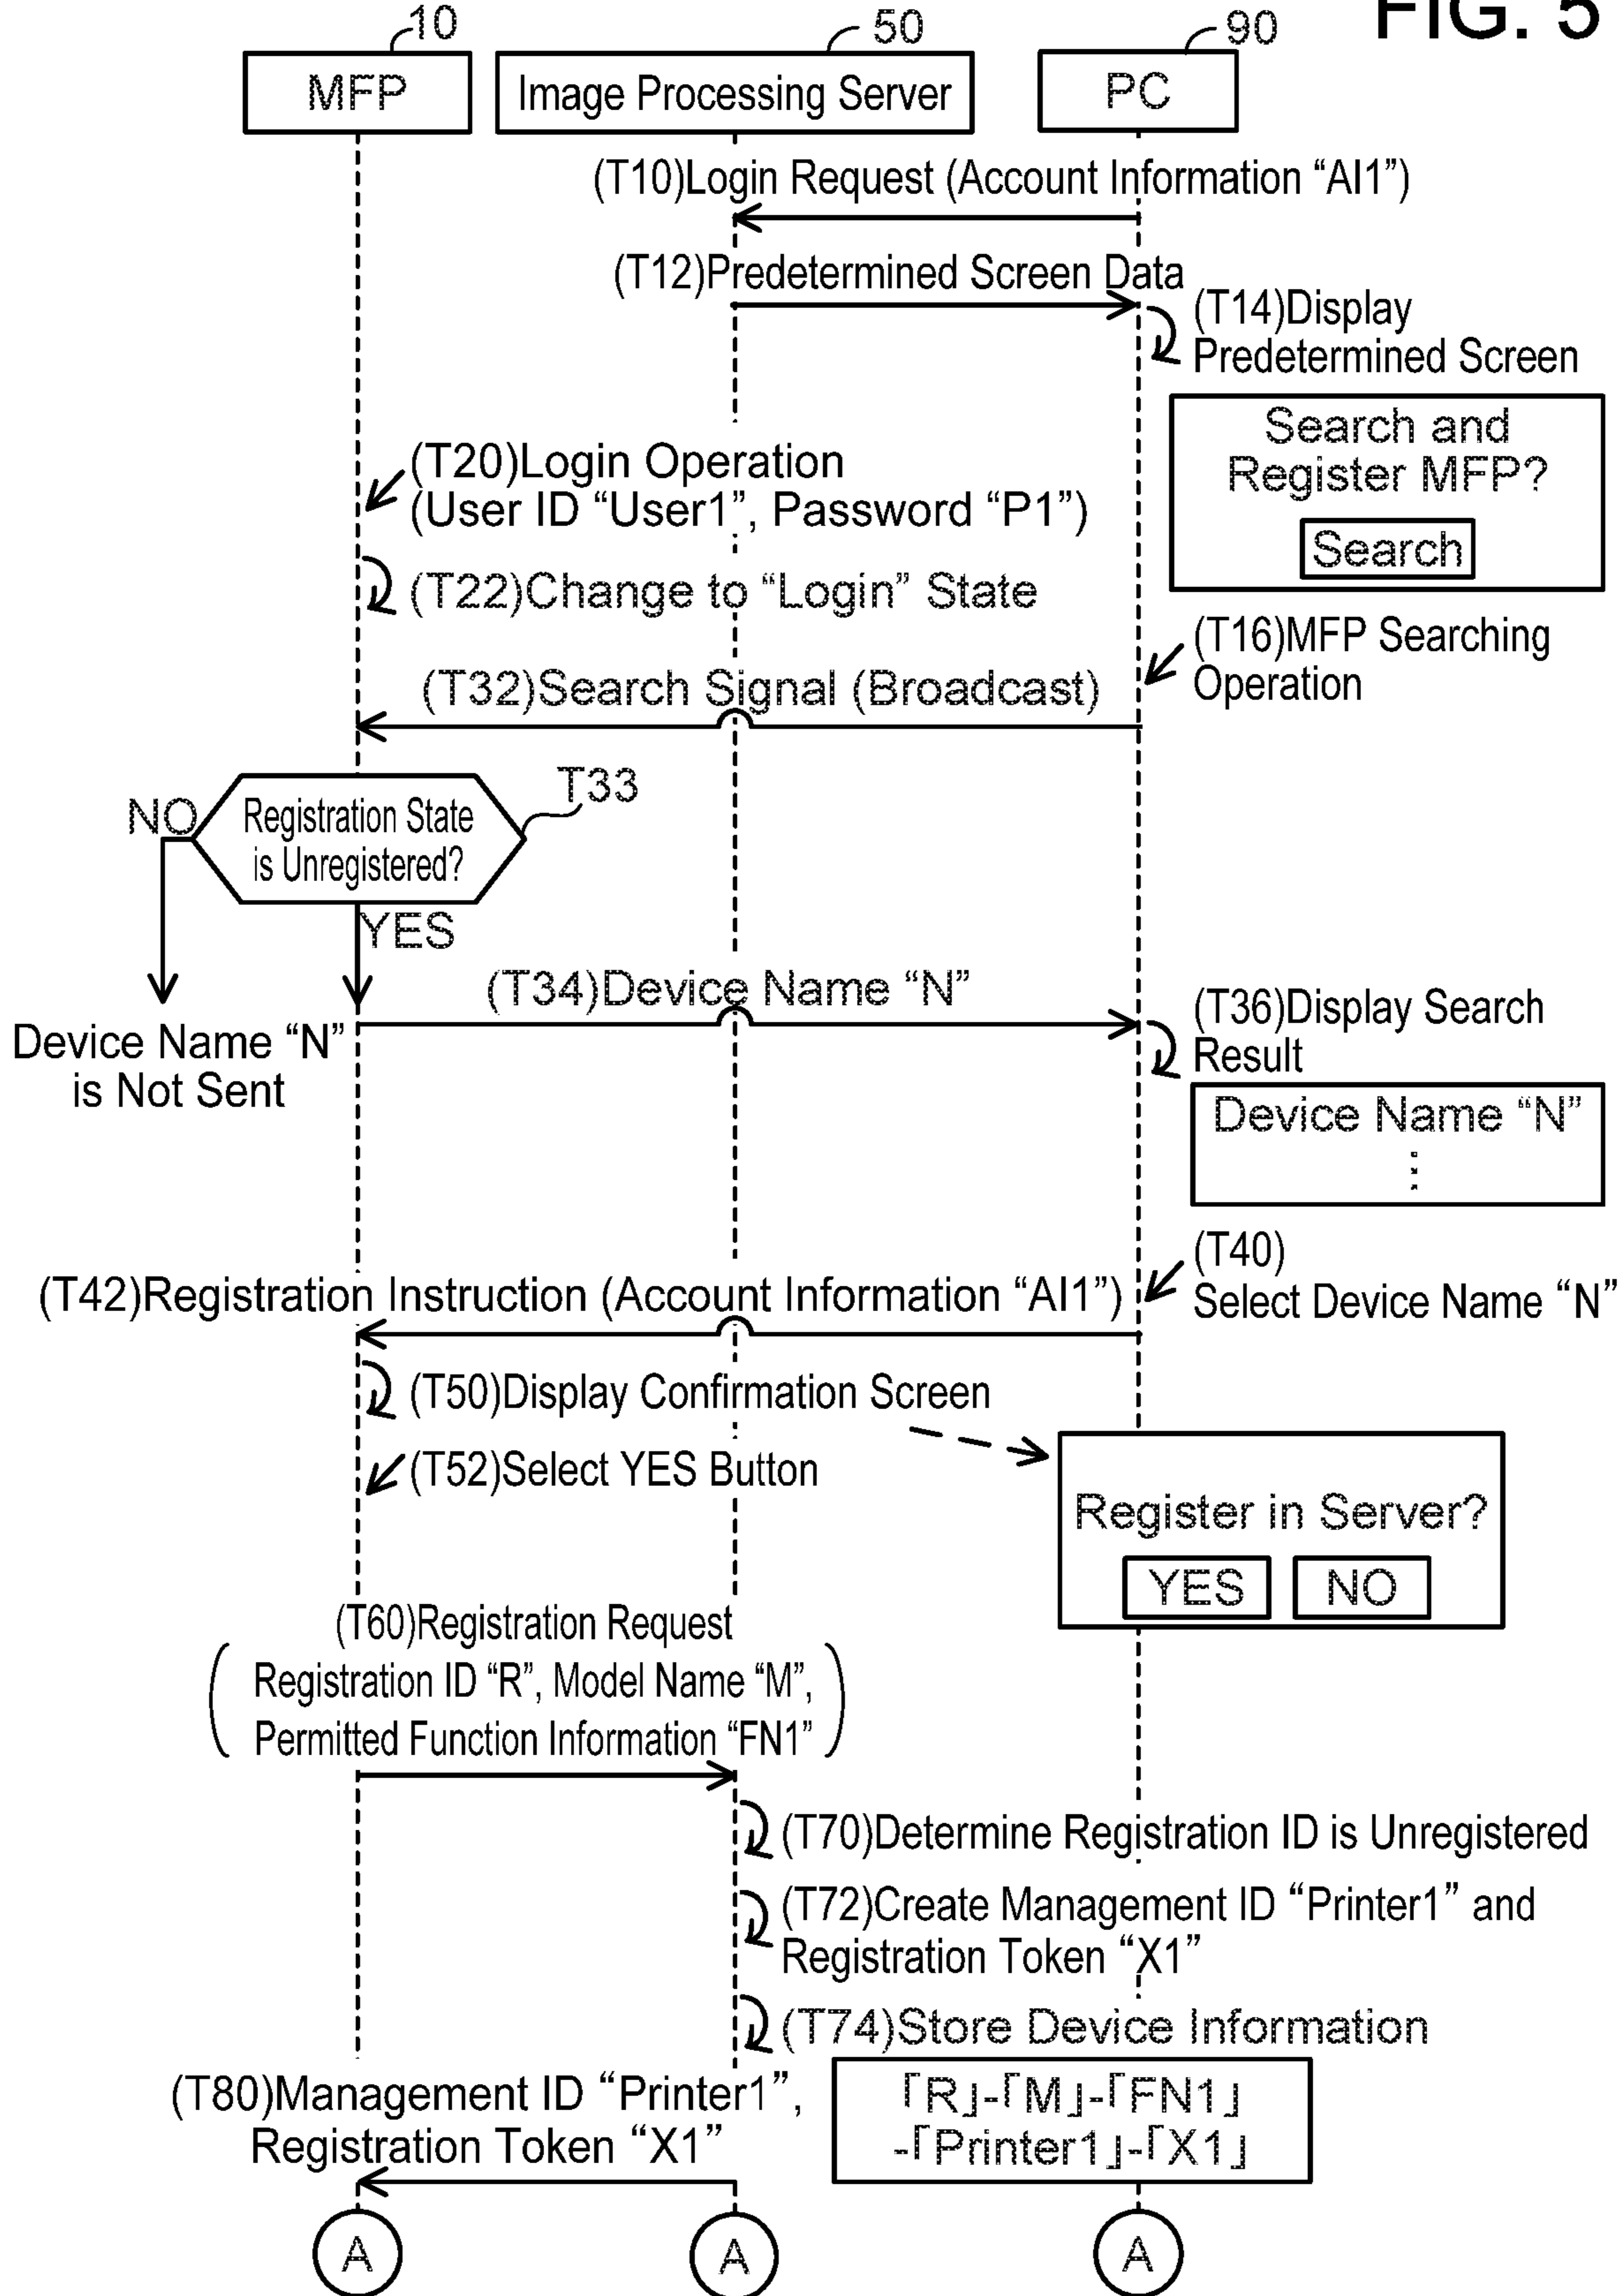 FIG. 5
10
50
90
MFP
Image Processing Server
PC
(T10)Login Request (Account Information “AI1”)
(T12)Predetermined Screen Data
(T14)Display
Predetermined Screen
Search and
Register MFP?
Search
(T20)Login Operation
(User ID “User1”, Password “P1”)
(T22)Change to “Login” State
(T16)MFP Searching
Operation
(T32)Search Signal (Broadcast)
T33
NO
Registration State
is Unregistered?
YES
(T34)Device Name “N”
Device Name “N”
is Not Sent
(T36)Display Search
Result
Device Name “N”
⋮
(T40)
Select Device Name “N”
(T42)Registration Instruction (Account Information “AI1”)
(T50)Display Confirmation Screen
(T52)Select YES Button
Register in Server?
YES
NO
(T60)Registration Request
Registration ID “R”, Model Name “M”,
Permitted Function Information “FN1”
(T70)Determine Registration ID is Unregistered
(T72)Create Management ID “Printer1” and
Registration Token “X1”
(T74)Store Device Information
「R」-「M」-「FN1」
-「Printer1」-「X1」
(T80)Management ID “Printer1”,
Registration Token “X1”
A
A
A